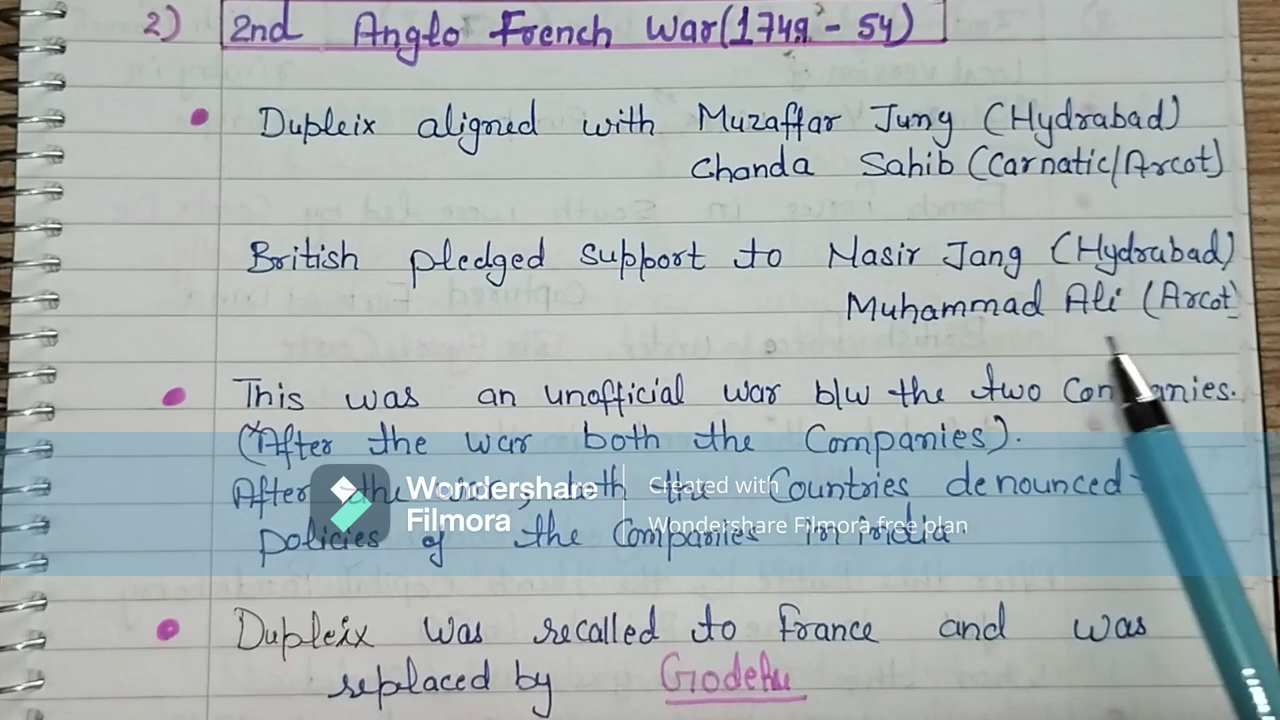 2) 2nd Anglo French War(1749 - 54)
Dupleix aligned with Muzaffar Jung (Hydrabad)
Chanda Sahib (Carnatic/Arcot)
British pledged support to Nasir Jang (Hydrabad)
Muhammad Ali (Arcot)
This was an unofficial war b/w the two Companies.
(After the war both the Companies).
After the war, both the Countries denounced
policies of the Companies in india
Wondershare Filmora
Created with
Wondershare Filmora free plan
Dupleix was recalled to France and was
replaced by Godehu